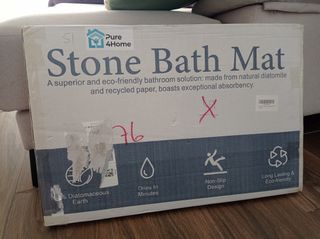 51
Pure
4Home
Stone Bath Mat
A superior and eco-friendly bathroom solution: made from natural diatomite
and recycled paper, boasts exceptional absorbency.
76
X
Diatomaceous
Earth
Dries In
Minutes
Non-Slip
Design
Long Lasting &
Eco-friendly